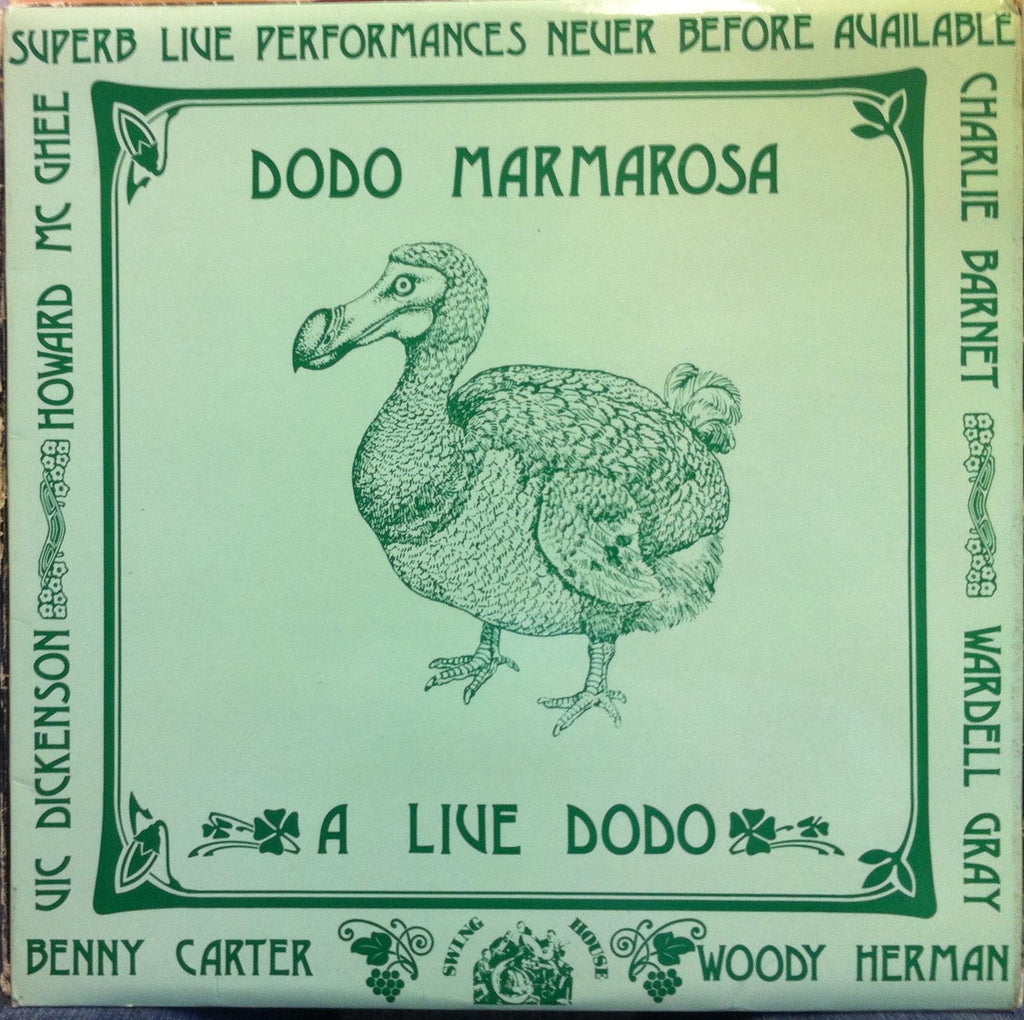 SUPERB LIVE PERFORMANCES NEVER BEFORE AVAILABLE
DODO MARMAROSA
HOWARD MC GHEE
VIC DICKENSON
CHARLIE BARNET
WARDELL GRAY
A LIVE DODO
BENNY CARTER
SWING HOUSE
WOODY HERMAN